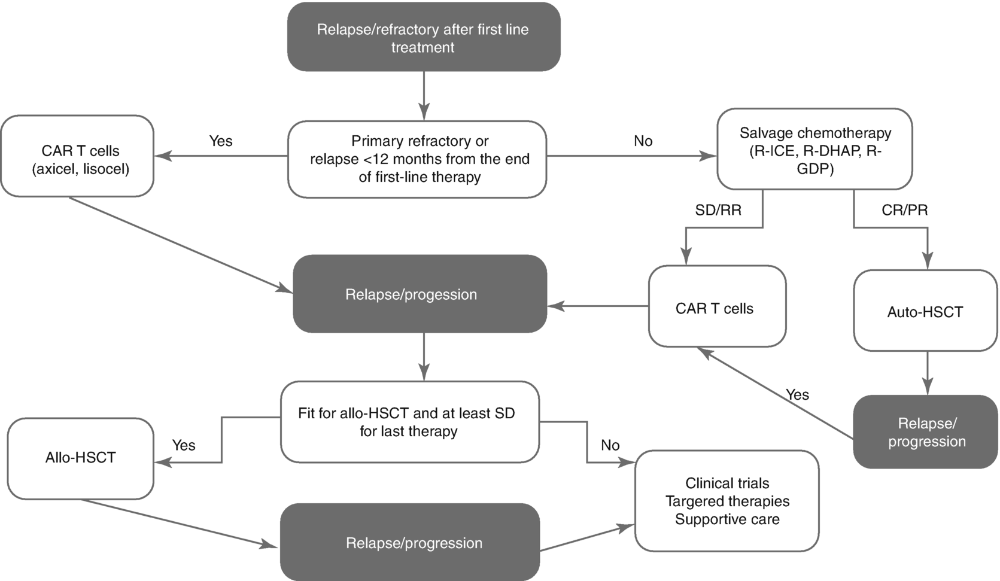 Relapse/refractory after first line
treatment
CAR T cells
(axicel, lisocel)
Yes
Primary refractory or
relapse <12 months from the end
of first-line therapy
No
Salvage chemotherapy
(R-ICE, R-DHAP, R-
GDP)
SD/RR
CR/PR
Relapse/progession
CAR T cells
Auto-HSCT
Yes
Relapse/
progression
Fit for allo-HSCT and at least SD
for last therapy
Yes
No
Allo-HSCT
Clinical trials
Targered therapies
Supportive care
Relapse/progression